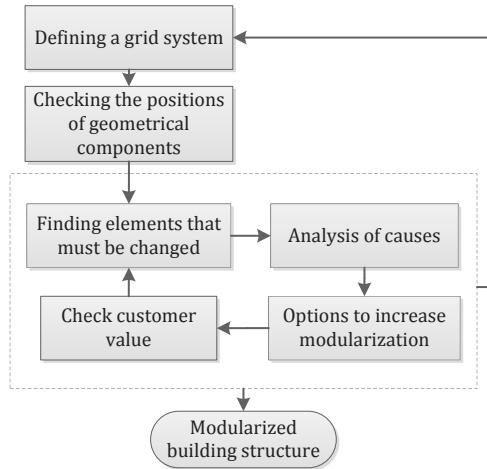 Defining a grid system
Checking the positions
of geometrical
components
Finding elements that
must be changed
Analysis of causes
Check customer
value
Options to increase
modularization
Modularized
building structure